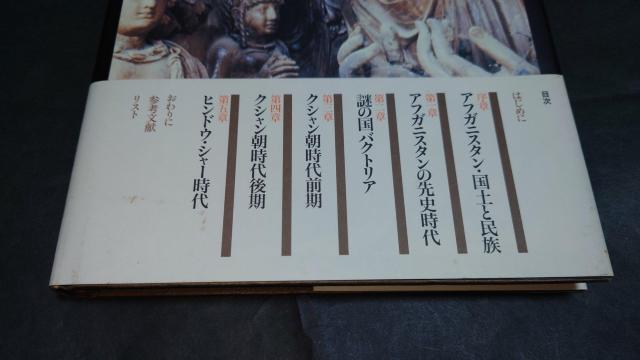 目次
はじめに
序章
アフガニスタン・国土と民族
第一章
アフガニスタンの先史時代
第二章
謎の国バクトリア
第三章
クシャン朝時代前期
第四章
クシャン朝時代後期
第五章
ヒンドウ・シャー時代
おわりに
参考文献
リスト